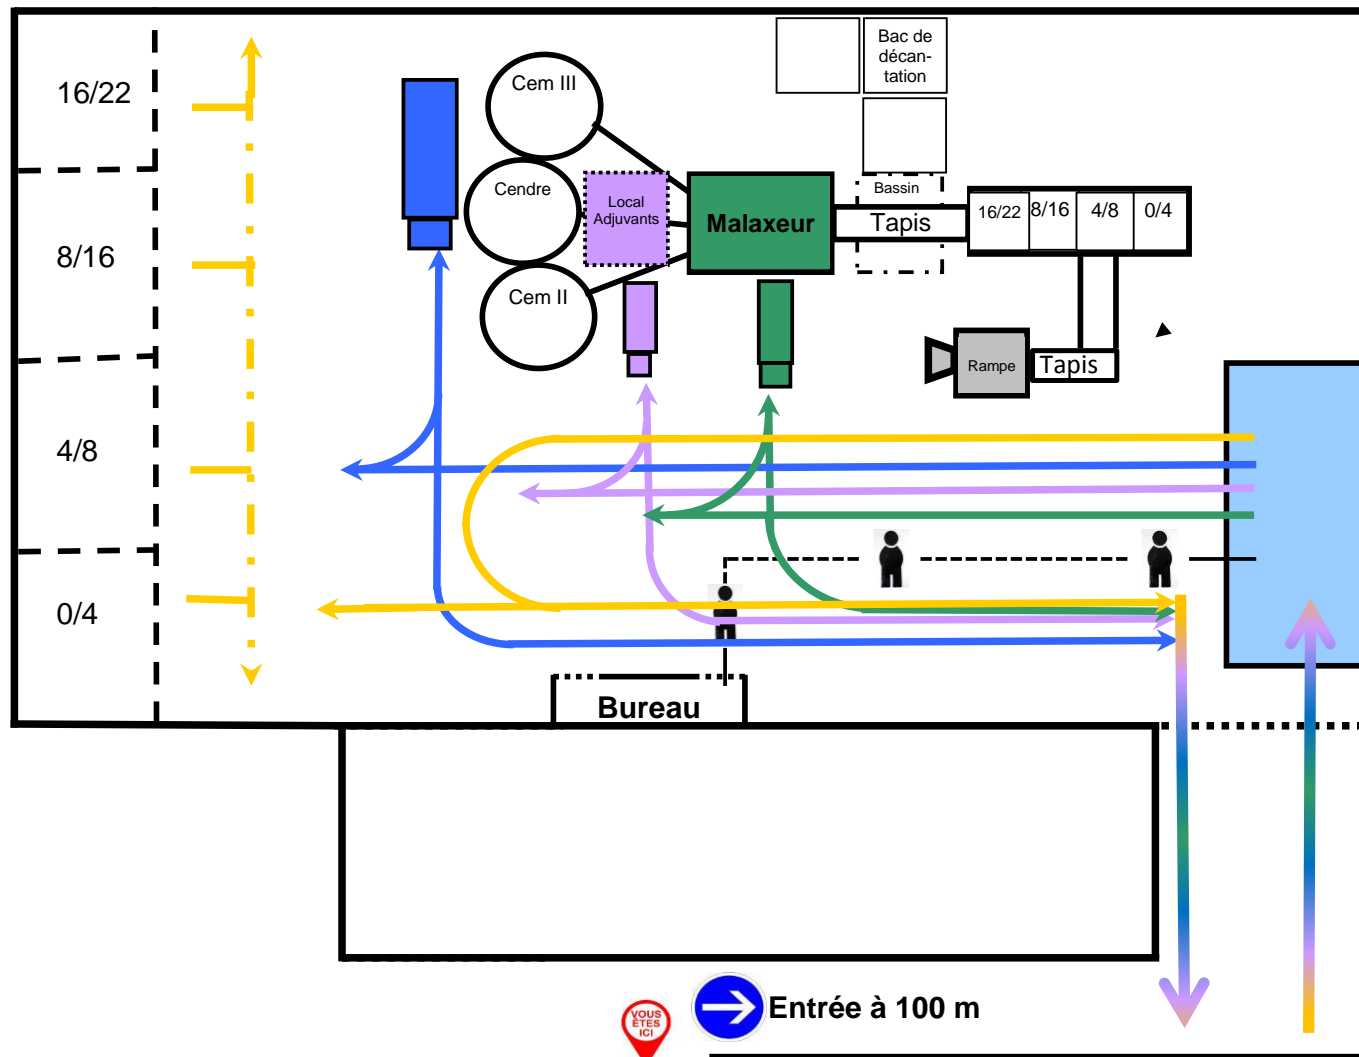 Bac de
décan-
tation
16/22
Cem III
Cendre
Local
Adjuvants
Malaxeur
Bassin
Tapis
16/22
8/16
4/8
0/4
8/16
Cem II
Rampe
Tapis
4/8
0/4
Bureau
VOUS
ÊTES
ICI
Entrée à 100 m